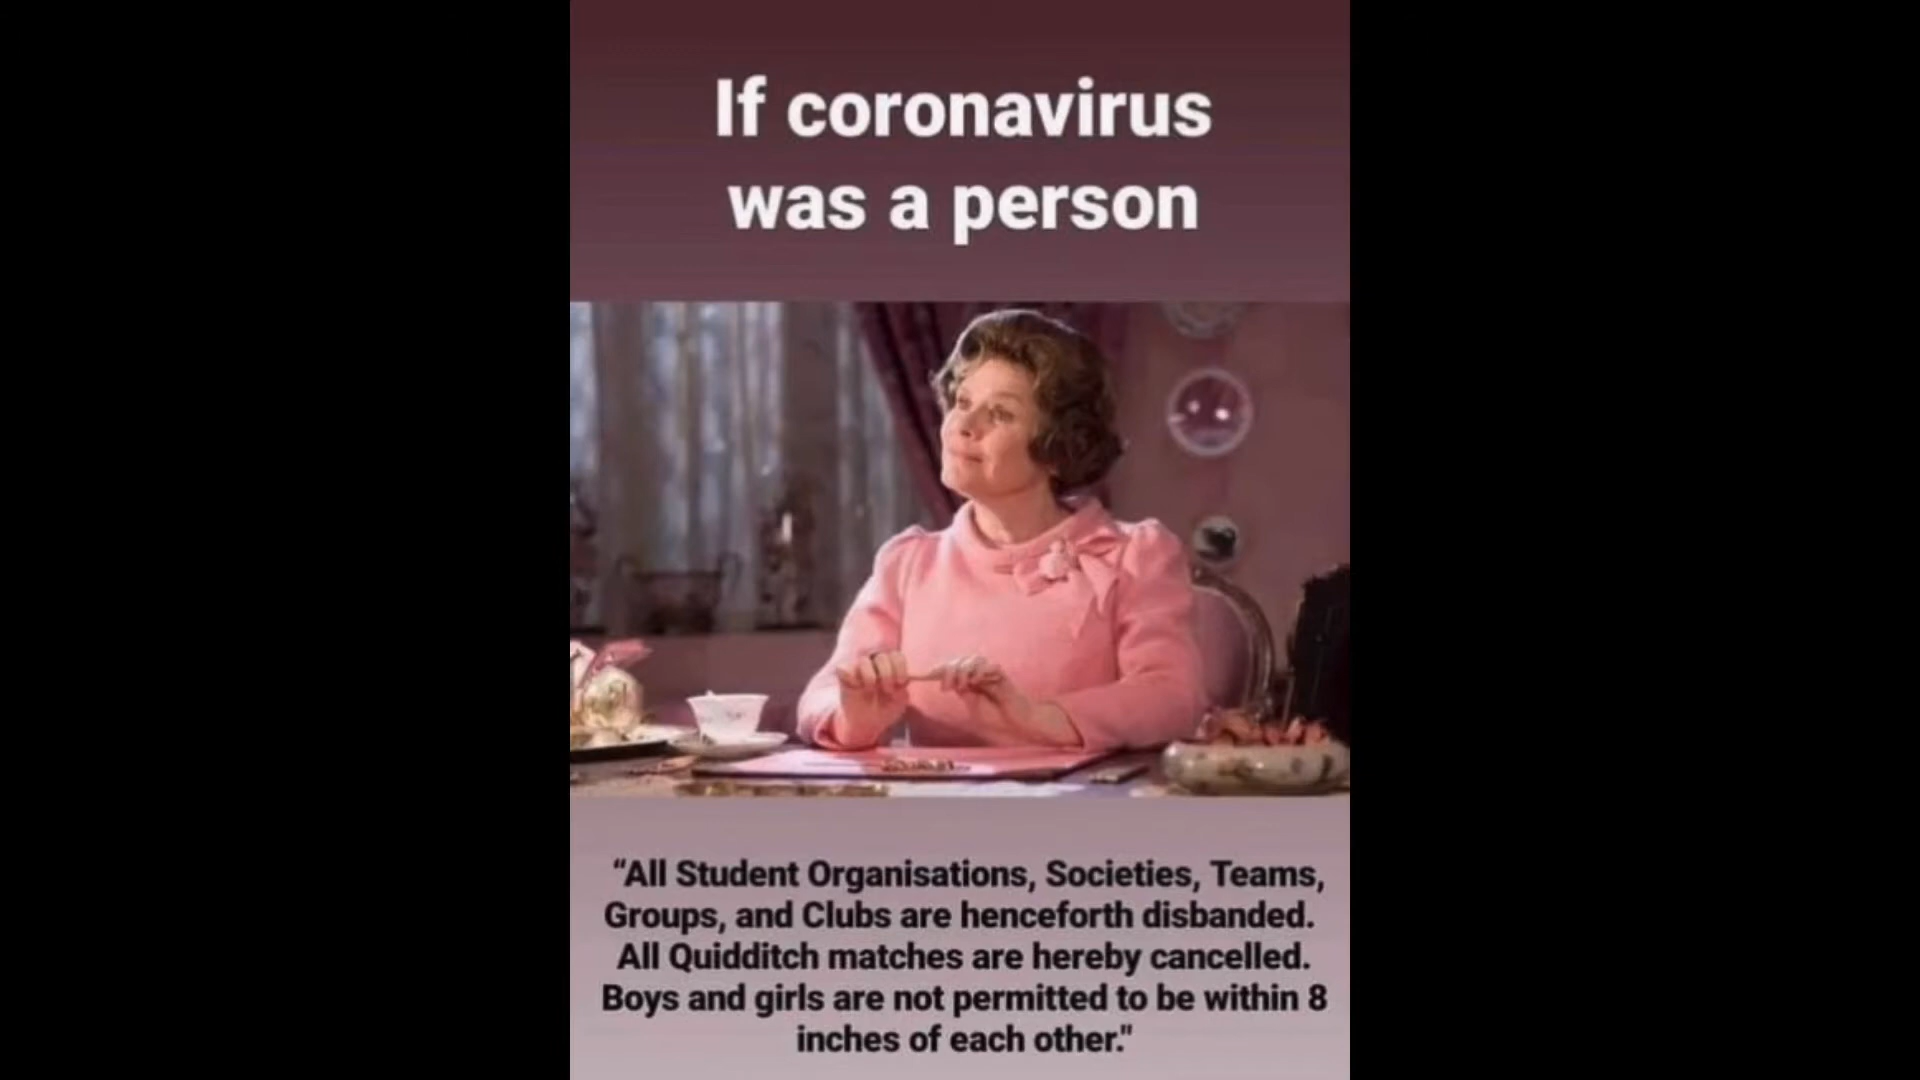 If coronavirus
was a person
“All Student Organisations, Societies, Teams,
Groups, and Clubs are henceforth disbanded.
All Quidditch matches are hereby cancelled.
Boys and girls are not permitted to be within 8
inches of each other."